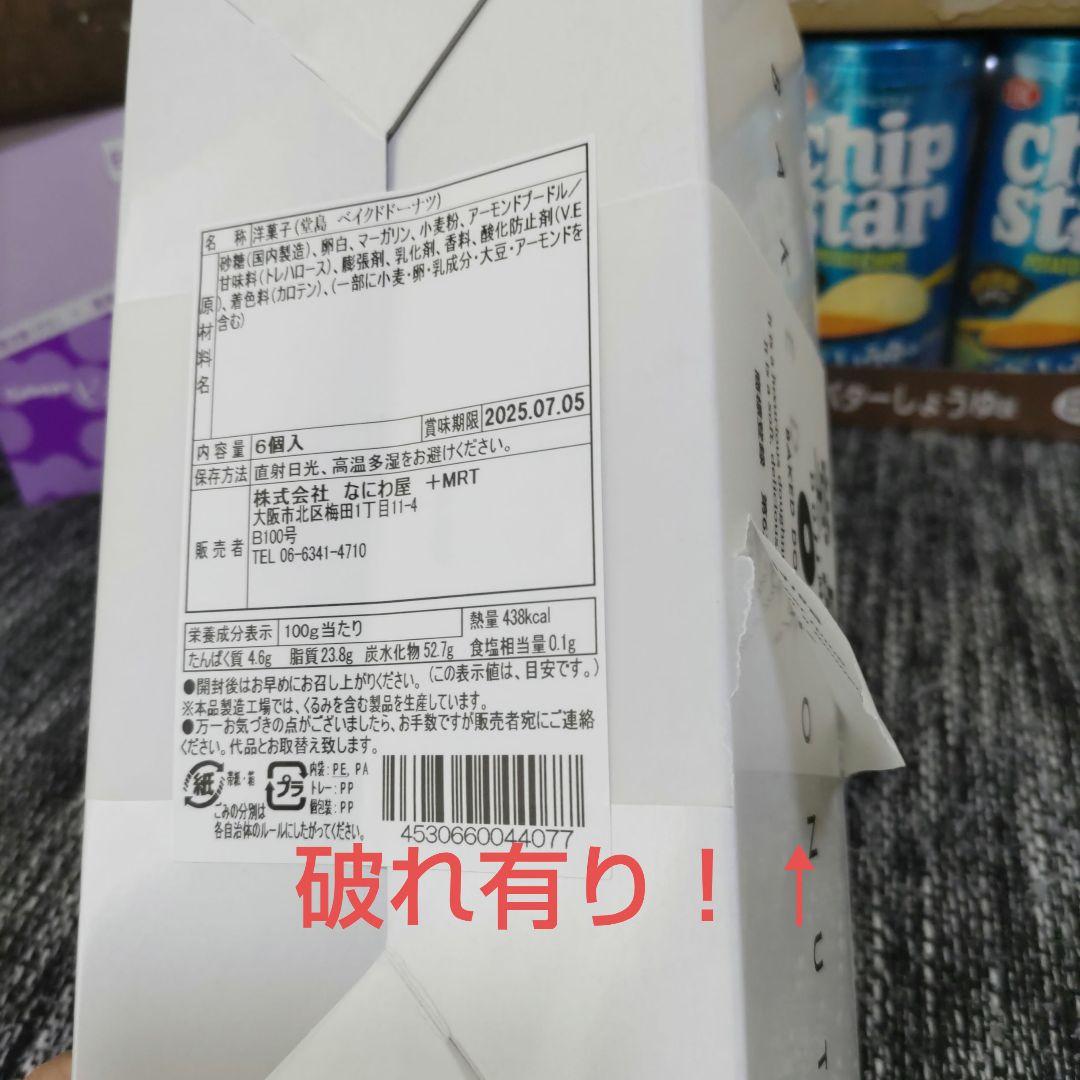 名称 洋菓子(堂島 ベイクドドーナツ)
原材料名 砂糖(国内製造)、卵白、マーガリン、小麦粉、アーモンドプードル／
甘味料(トレハロース)、膨張剤、乳化剤、香料、酸化防止剤(V.E
)、着色料(カロテン)、(一部に小麦・卵・乳成分・大豆・アーモンドを
含む)
内容量 6個入 賞味期限 2025.07.05
保存方法 直射日光、高温多湿をお避けください。
販売者 株式会社 なにわ屋 +MRT
大阪市北区梅田1丁目11-4
B100号
TEL 06-6341-4710
栄養成分表示 100g当たり 熱量 438kcal
たんぱく質 4.6g 脂質 23.8g 炭水化物 52.7g 食塩相当量 0.1g
(この表示値は、目安です。)
●開封後はお早めにお召し上がりください。
※本品製造工場では、くるみを含む製品を生産しています。
●万一お気づきの点がございましたら、お手数ですが販売者宛にご連絡
ください。代品とお取替え致します。
紙 帯紙・箱 プラ 内袋:PE, PA
トレー:PP
個包装:PP
ごみの分別は
各自治体のルールにしたがってください。
4530660044077
破れ有り！↑
chip star
chip sta
バターしょうゆ味
BAKED DO
O N U T